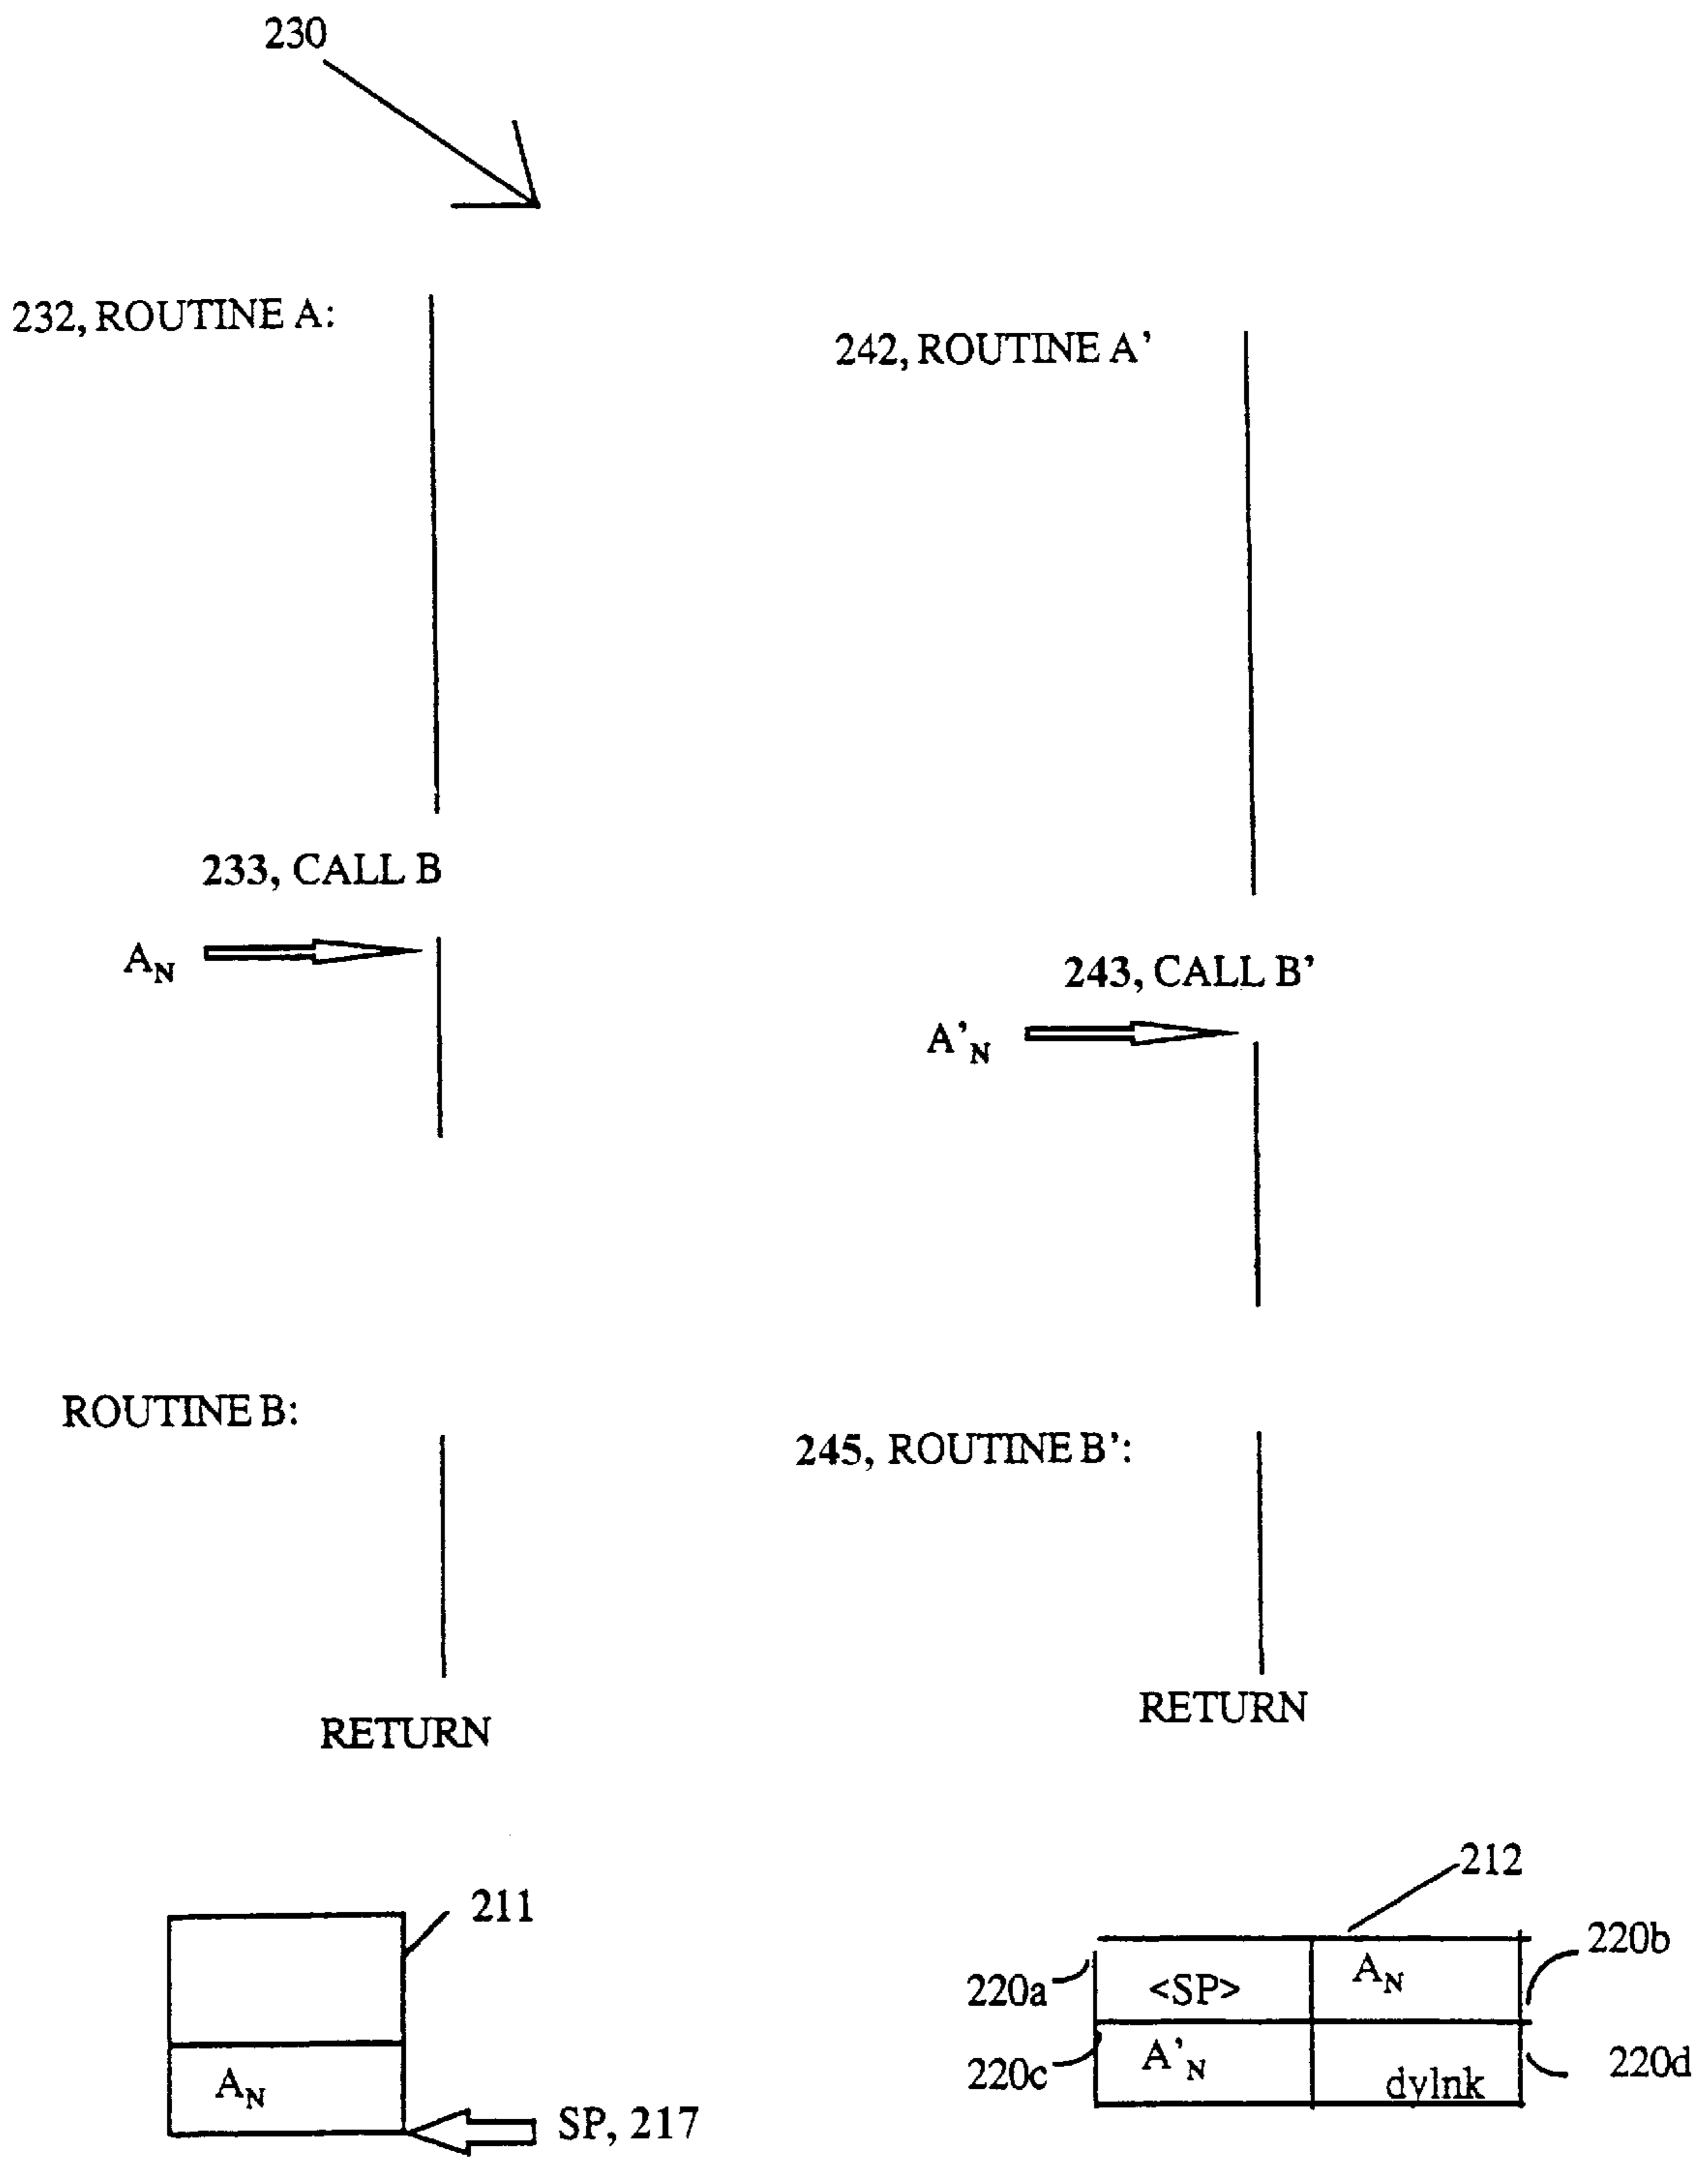 230
232, ROUTINE A:
242, ROUTINE A'
233, CALL B
A_N
243, CALL B'
A'_N
ROUTINE B:
245, ROUTINE B':
RETURN
RETURN
211
212
220a
<SP>
A_N
220b
220c
A'_N
dylnk
220d
A_N
SP, 217